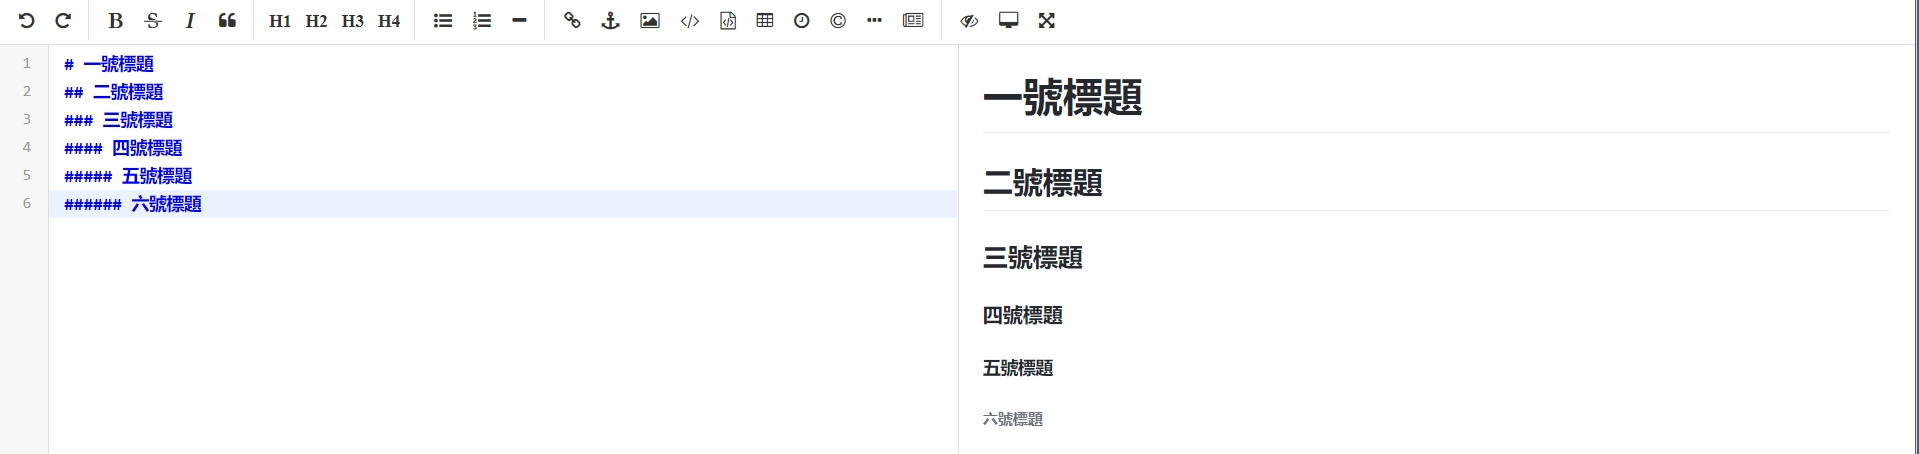 B S I H1 H2 H3 H4
1 # 一號標題
2 ## 二號標題
3 ### 三號標題
4 #### 四號標題
5 ##### 五號標題
6 ###### 六號標題
一號標題
二號標題
三號標題
四號標題
五號標題
六號標題